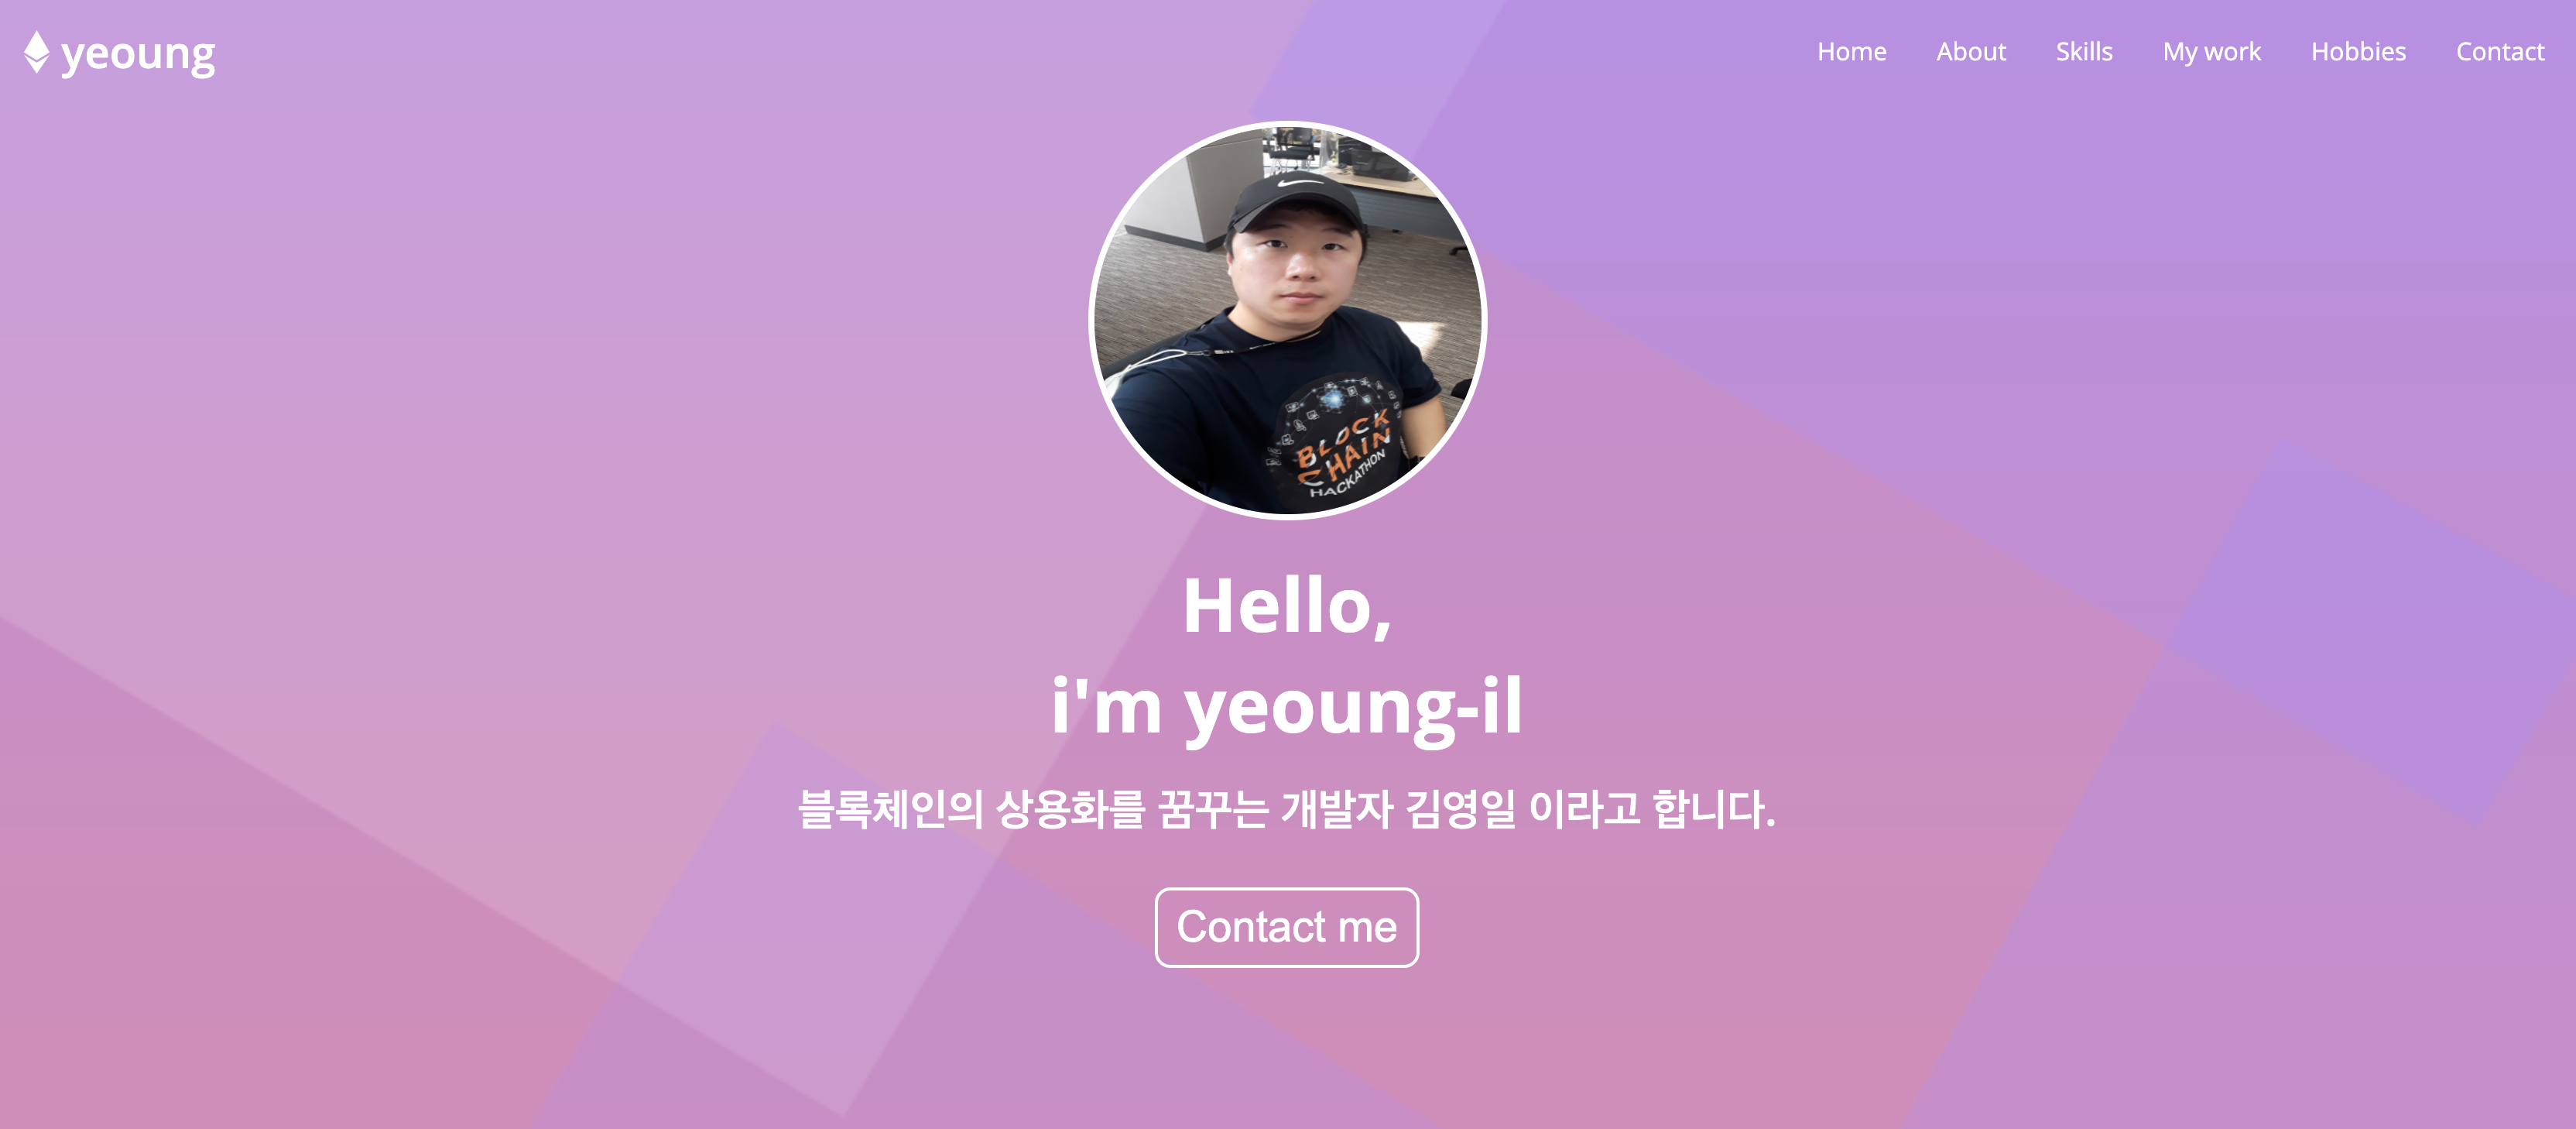 yeoung
Home About Skills My work Hobbies Contact
BLOCK
CHAIN
HACKATHON
Hello,
i'm yeoung-il
블록체인의 상용화를 꿈꾸는 개발자 김영일 이라고 합니다.
Contact me